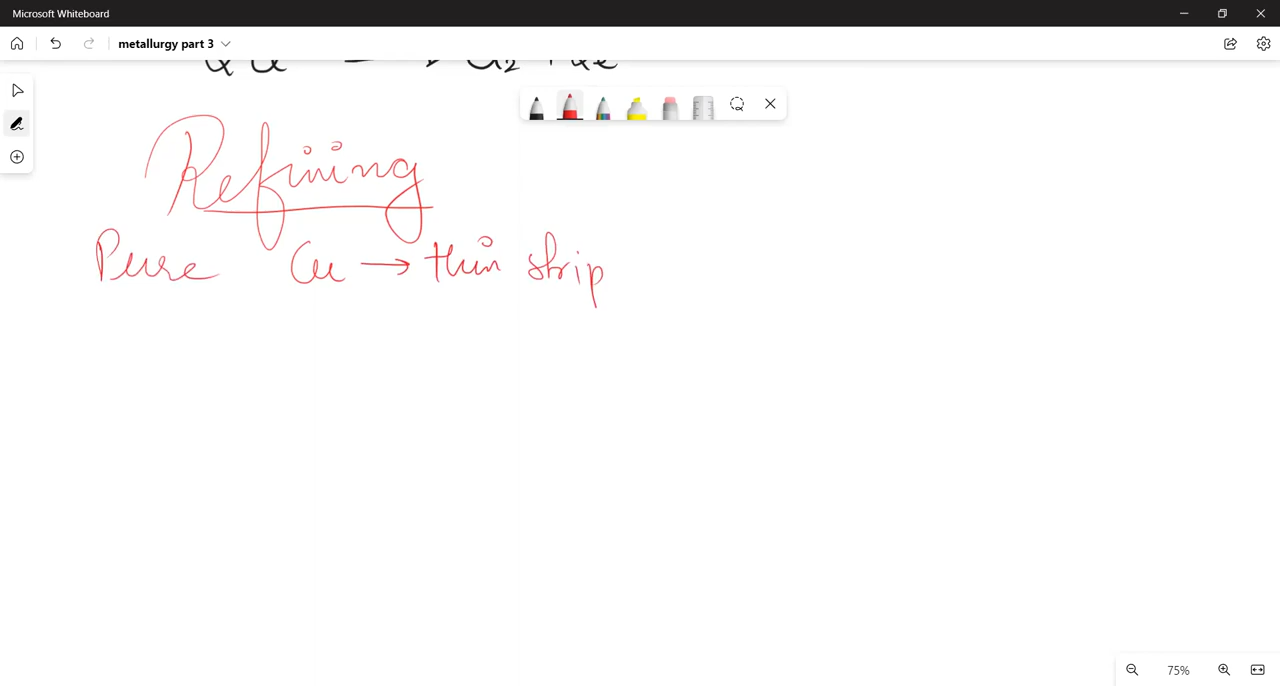 Microsoft Whiteboard
metallurgy part 3
Refining
Pure Cu → thin strip
75%